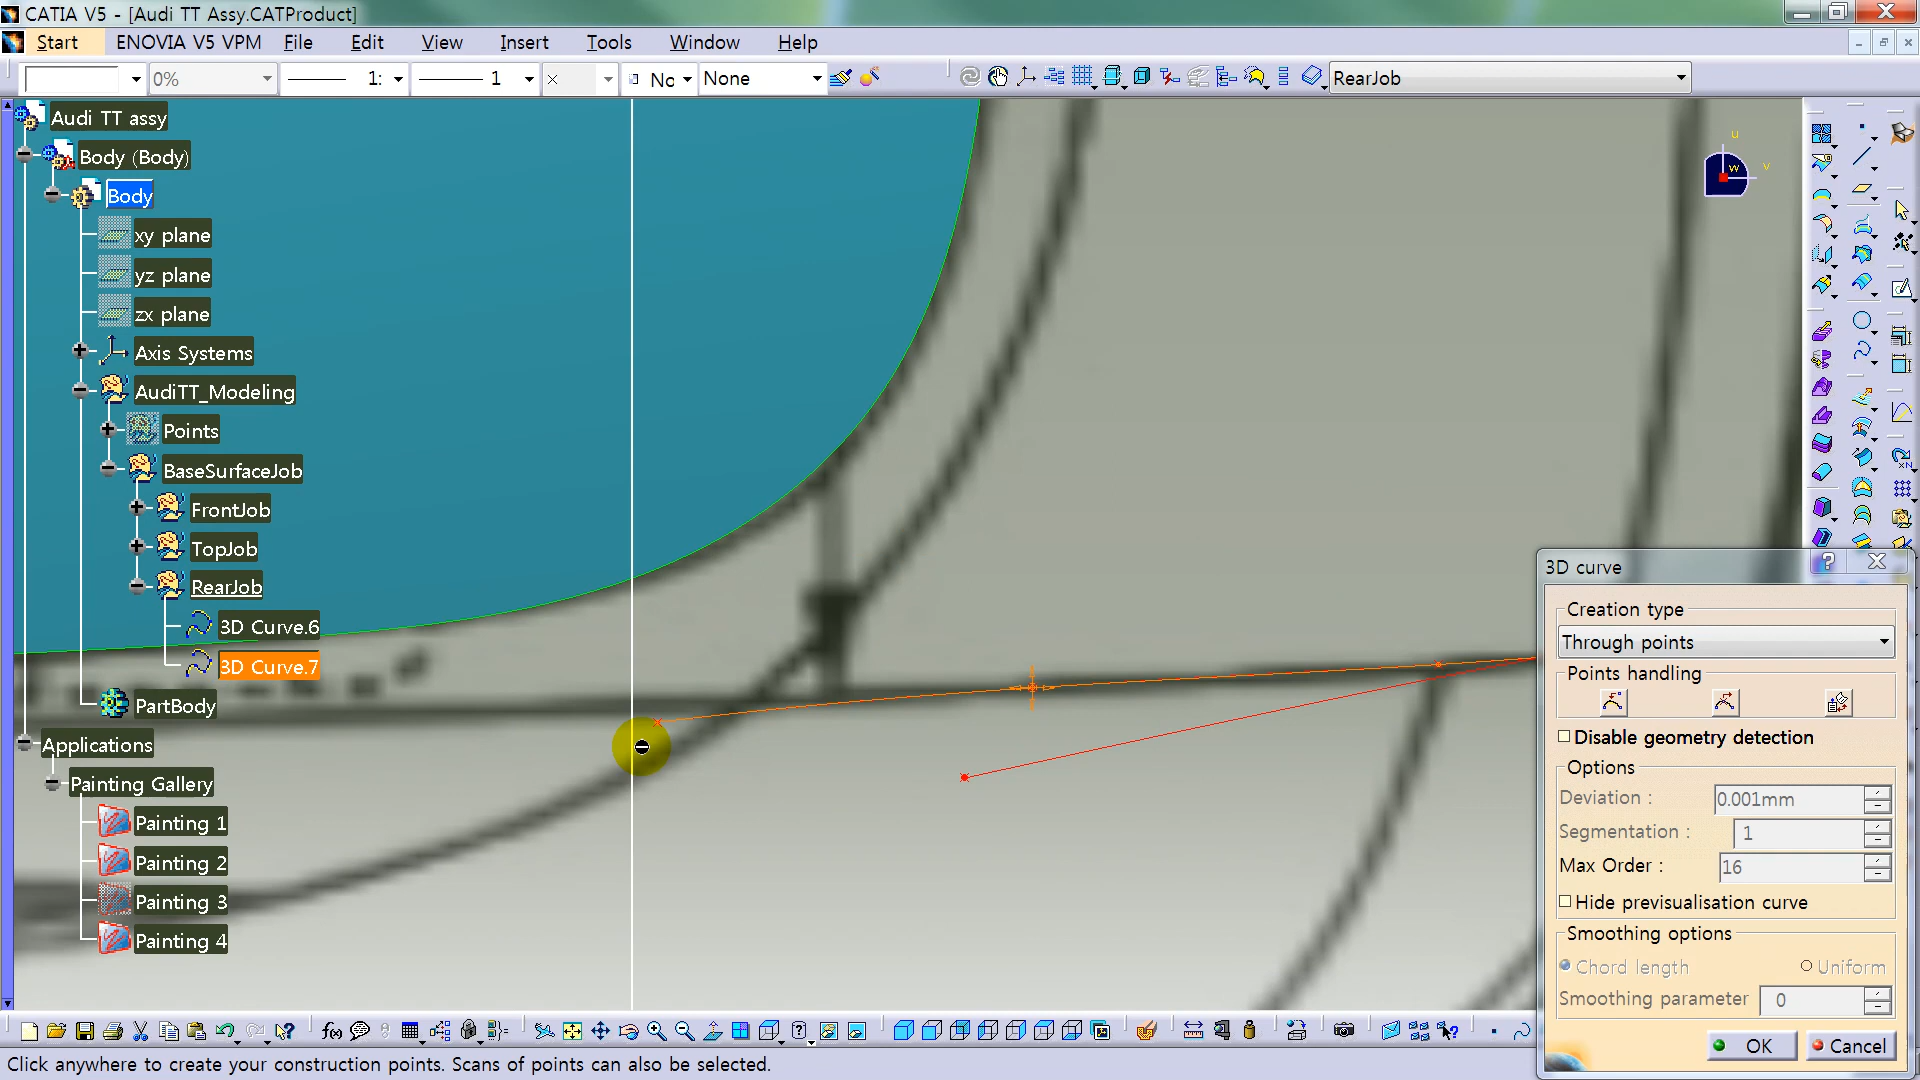 CATIA V5 - [Audi TT Assy.CATProduct]
Start ENOVIA V5 VPM File Edit View Insert Tools Window Help
0% 1: 1 Nc None RearJob
Audi TT assy
Body (Body)
Body
xy plane
yz plane
zx plane
Axis Systems
AudiTT_Modeling
Points
BaseSurfaceJob
FrontJob
TopJob
RearJob
3D Curve.6
3D Curve.7
PartBody
Applications
Painting Gallery
Painting 1
Painting 2
Painting 3
Painting 4
u
v
w
3D curve
Creation type
Through points
Points handling
Disable geometry detection
Options
Deviation : 0.001mm
Segmentation : 1
Max Order : 16
Hide previsualisation curve
Smoothing options
Chord length Uniform
Smoothing parameter 0
OK Cancel
Click anywhere to create your construction points. Scans of points can also be selected.